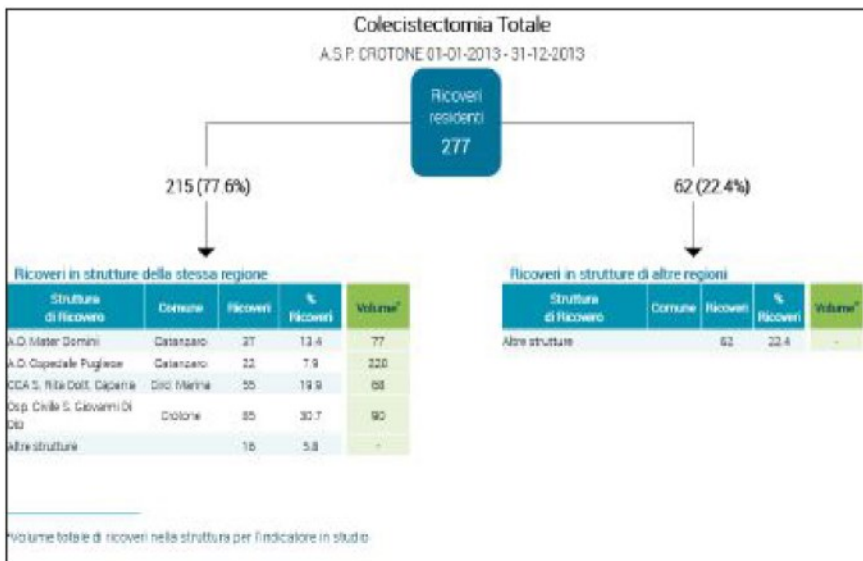 Colecistectomia Totale
A.S.P. CROTONE 01-01-2013 - 31-12-2013
Ricoveri
residenti
277
215 (77.6%)
62 (22.4%)
Ricoveri in strutture della stessa regione
Struttura
di Ricovero
Comune
Ricoveri
%
Ricoveri
Volume*
A.O. Mater Domini Catanzaro 37 13.4 77
A.O. Ospedale Pugliese Catanzaro 22 7.9 220
CCA S. Rita Dott. Ciro' Marina 55 19.9 68
Osp. Civile S. Giovanni Di
Dio
Crotone 85 30.7 90
Altre strutture 16 5.8 -
Ricoveri in strutture di altre regioni
Struttura
di Ricovero
Comune
Ricoveri
%
Ricoveri
Volume*
Altre strutture 62 22.4 -
*Volume totale di ricoveri nella struttura per l'indicatore in studio